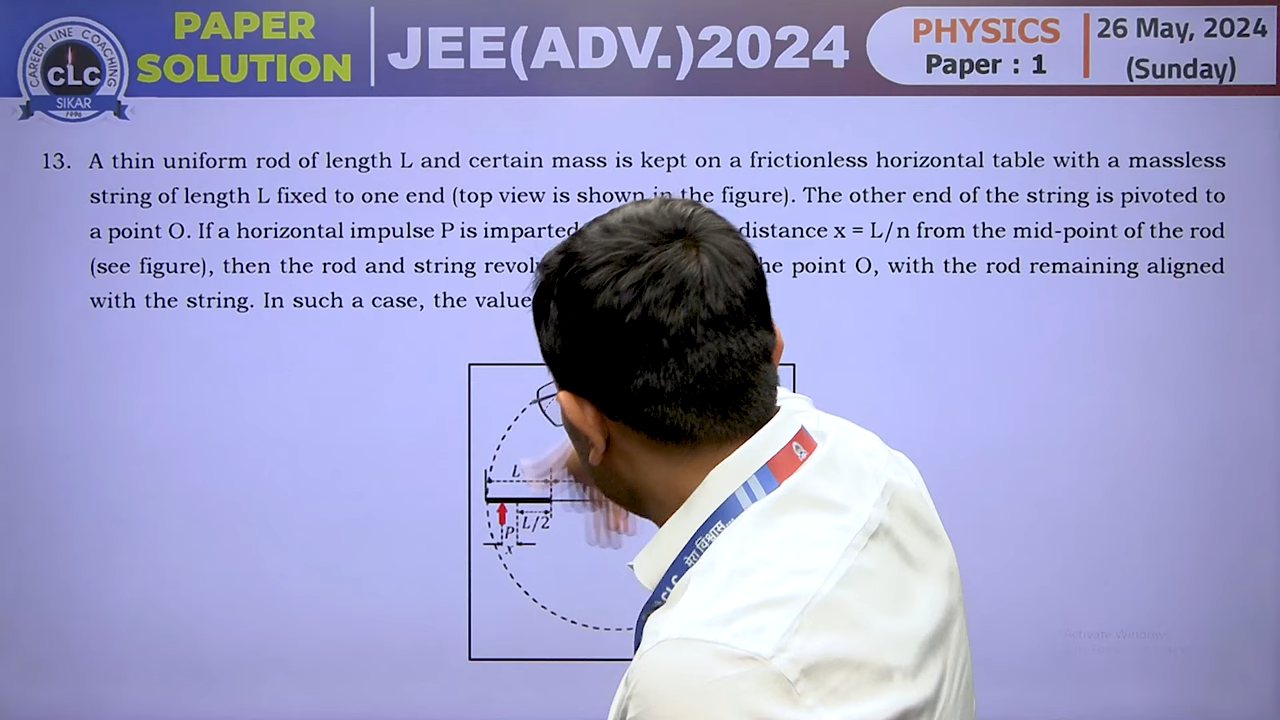 CAREER LINE COACHING
CLC
SIKAR
1996
PAPER
SOLUTION
JEE(ADV.)2024
PHYSICS
Paper : 1
26 May, 2024
(Sunday)
13. A thin uniform rod of length L and certain mass is kept on a frictionless horizontal table with a massless
string of length L fixed to one end (top view is shown in the figure). The other end of the string is pivoted to
a point O. If a horizontal impulse P is imparted distance x = L/n from the mid-point of the rod
(see figure), then the rod and string the point O, with the rod remaining aligned
with the string. In such a case, the value
L
L/2
P
x
CLC
मेरा विश्वास
Activate Windows